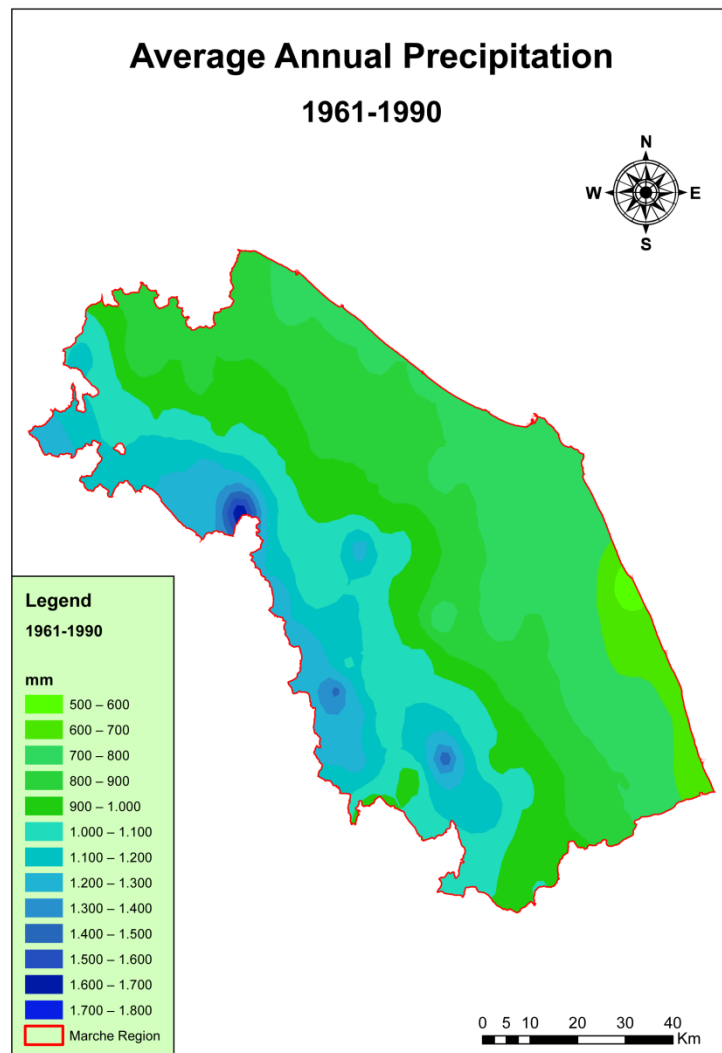 Average Annual Precipitation
1961-1990
N
W E
S
Legend
1961-1990
mm
500 – 600
600 – 700
700 – 800
800 – 900
900 – 1.000
1.000 – 1.100
1.100 – 1.200
1.200 – 1.300
1.300 – 1.400
1.400 – 1.500
1.500 – 1.600
1.600 – 1.700
1.700 – 1.800
Marche Region
0 5 10 20 30 40
Km